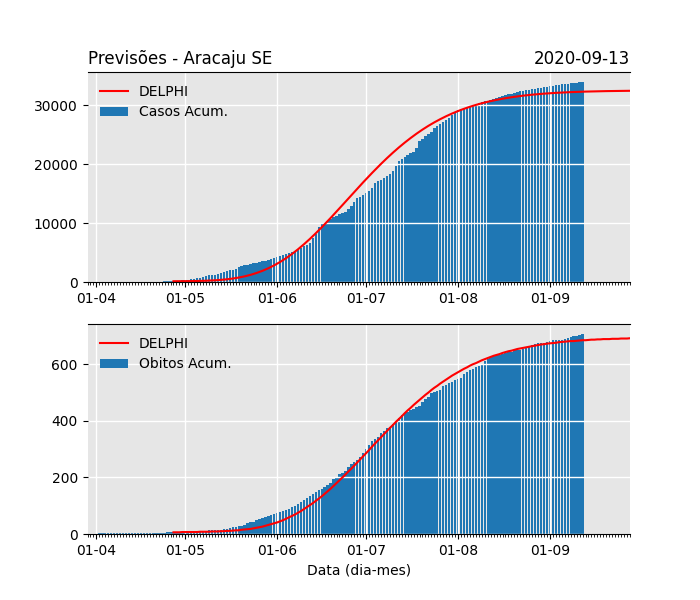 Previsões - Aracaju SE 2020-09-13
DELPHI
Casos Acum.
30000
20000
10000
0
01-04 01-05 01-06 01-07 01-08 01-09
DELPHI
Obitos Acum.
600
400
200
0
01-04 01-05 01-06 01-07 01-08 01-09
Data (dia-mes)